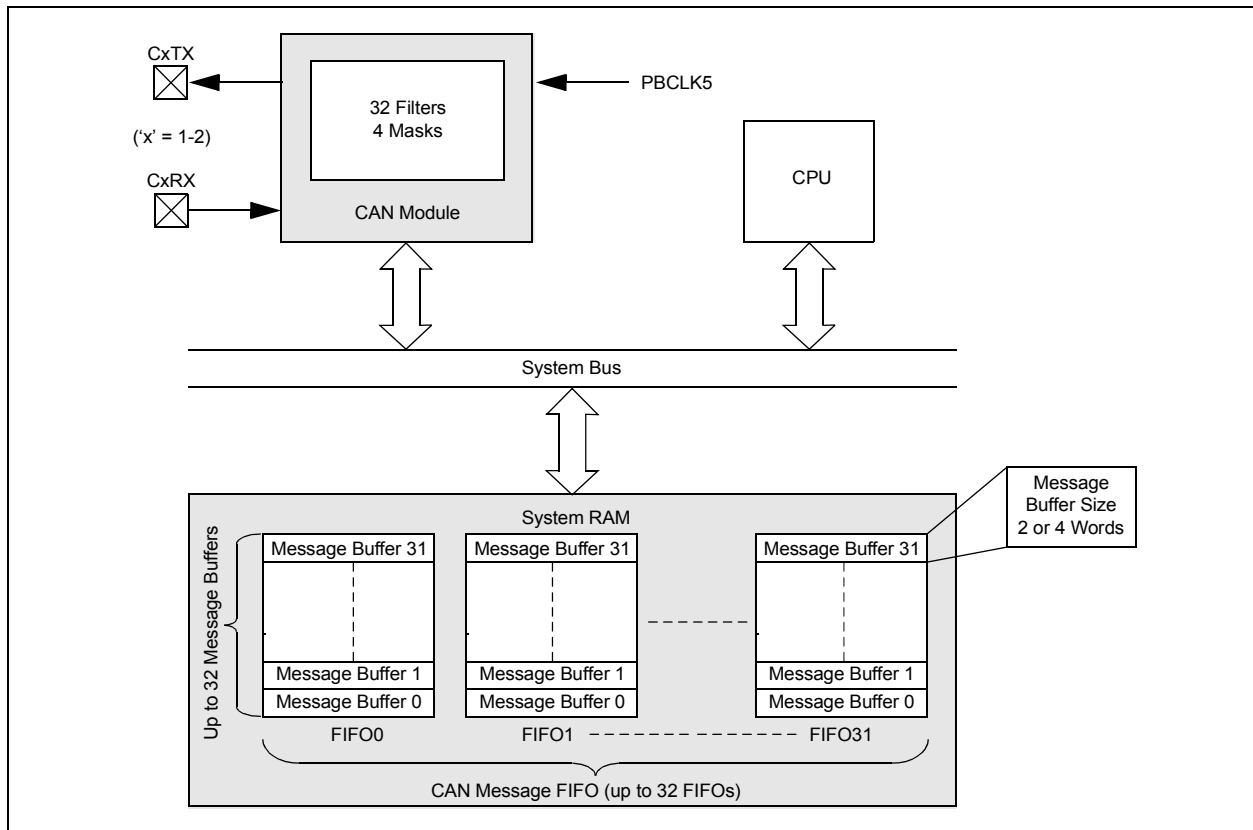 CxTX
PBCLK5
32 Filters
4 Masks
(‘x’ = 1-2)
CPU
CxRX
CAN Module
System Bus
Message
Buffer Size
2 or 4 Words
System RAM
Up to 32 Message Buffers
Message Buffer 31
Message Buffer 31
Message Buffer 31
Message Buffer 1
Message Buffer 1
Message Buffer 1
Message Buffer 0
Message Buffer 0
Message Buffer 0
FIFO0
FIFO1
FIFO31
CAN Message FIFO (up to 32 FIFOs)